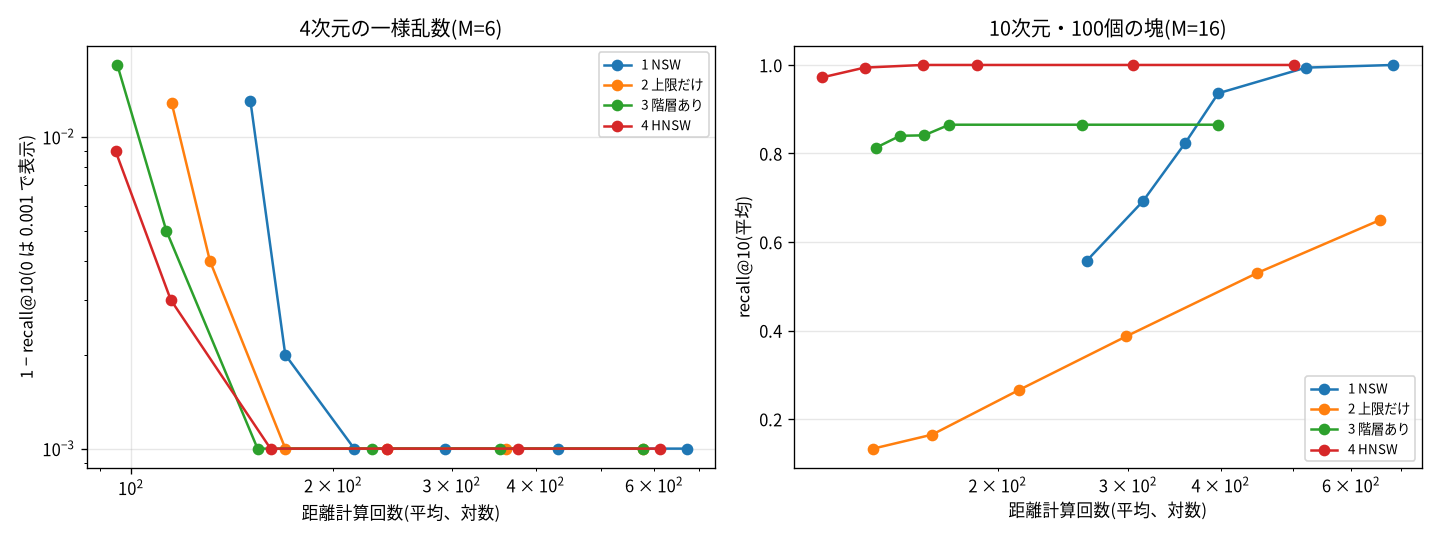 4次元の一様乱数(M=6)
1 − recall@10(0 は 0.001 で表示)
10⁻²
10⁻³
1 NSW
2 上限だけ
3 階層あり
4 HNSW
10²
2 × 10²
3 × 10²
4 × 10²
6 × 10²
距離計算回数(平均、対数)
10次元・100個の塊(M=16)
recall@10(平均)
1.0
0.8
0.6
0.4
0.2
1 NSW
2 上限だけ
3 階層あり
4 HNSW
2 × 10²
3 × 10²
4 × 10²
6 × 10²
距離計算回数(平均、対数)